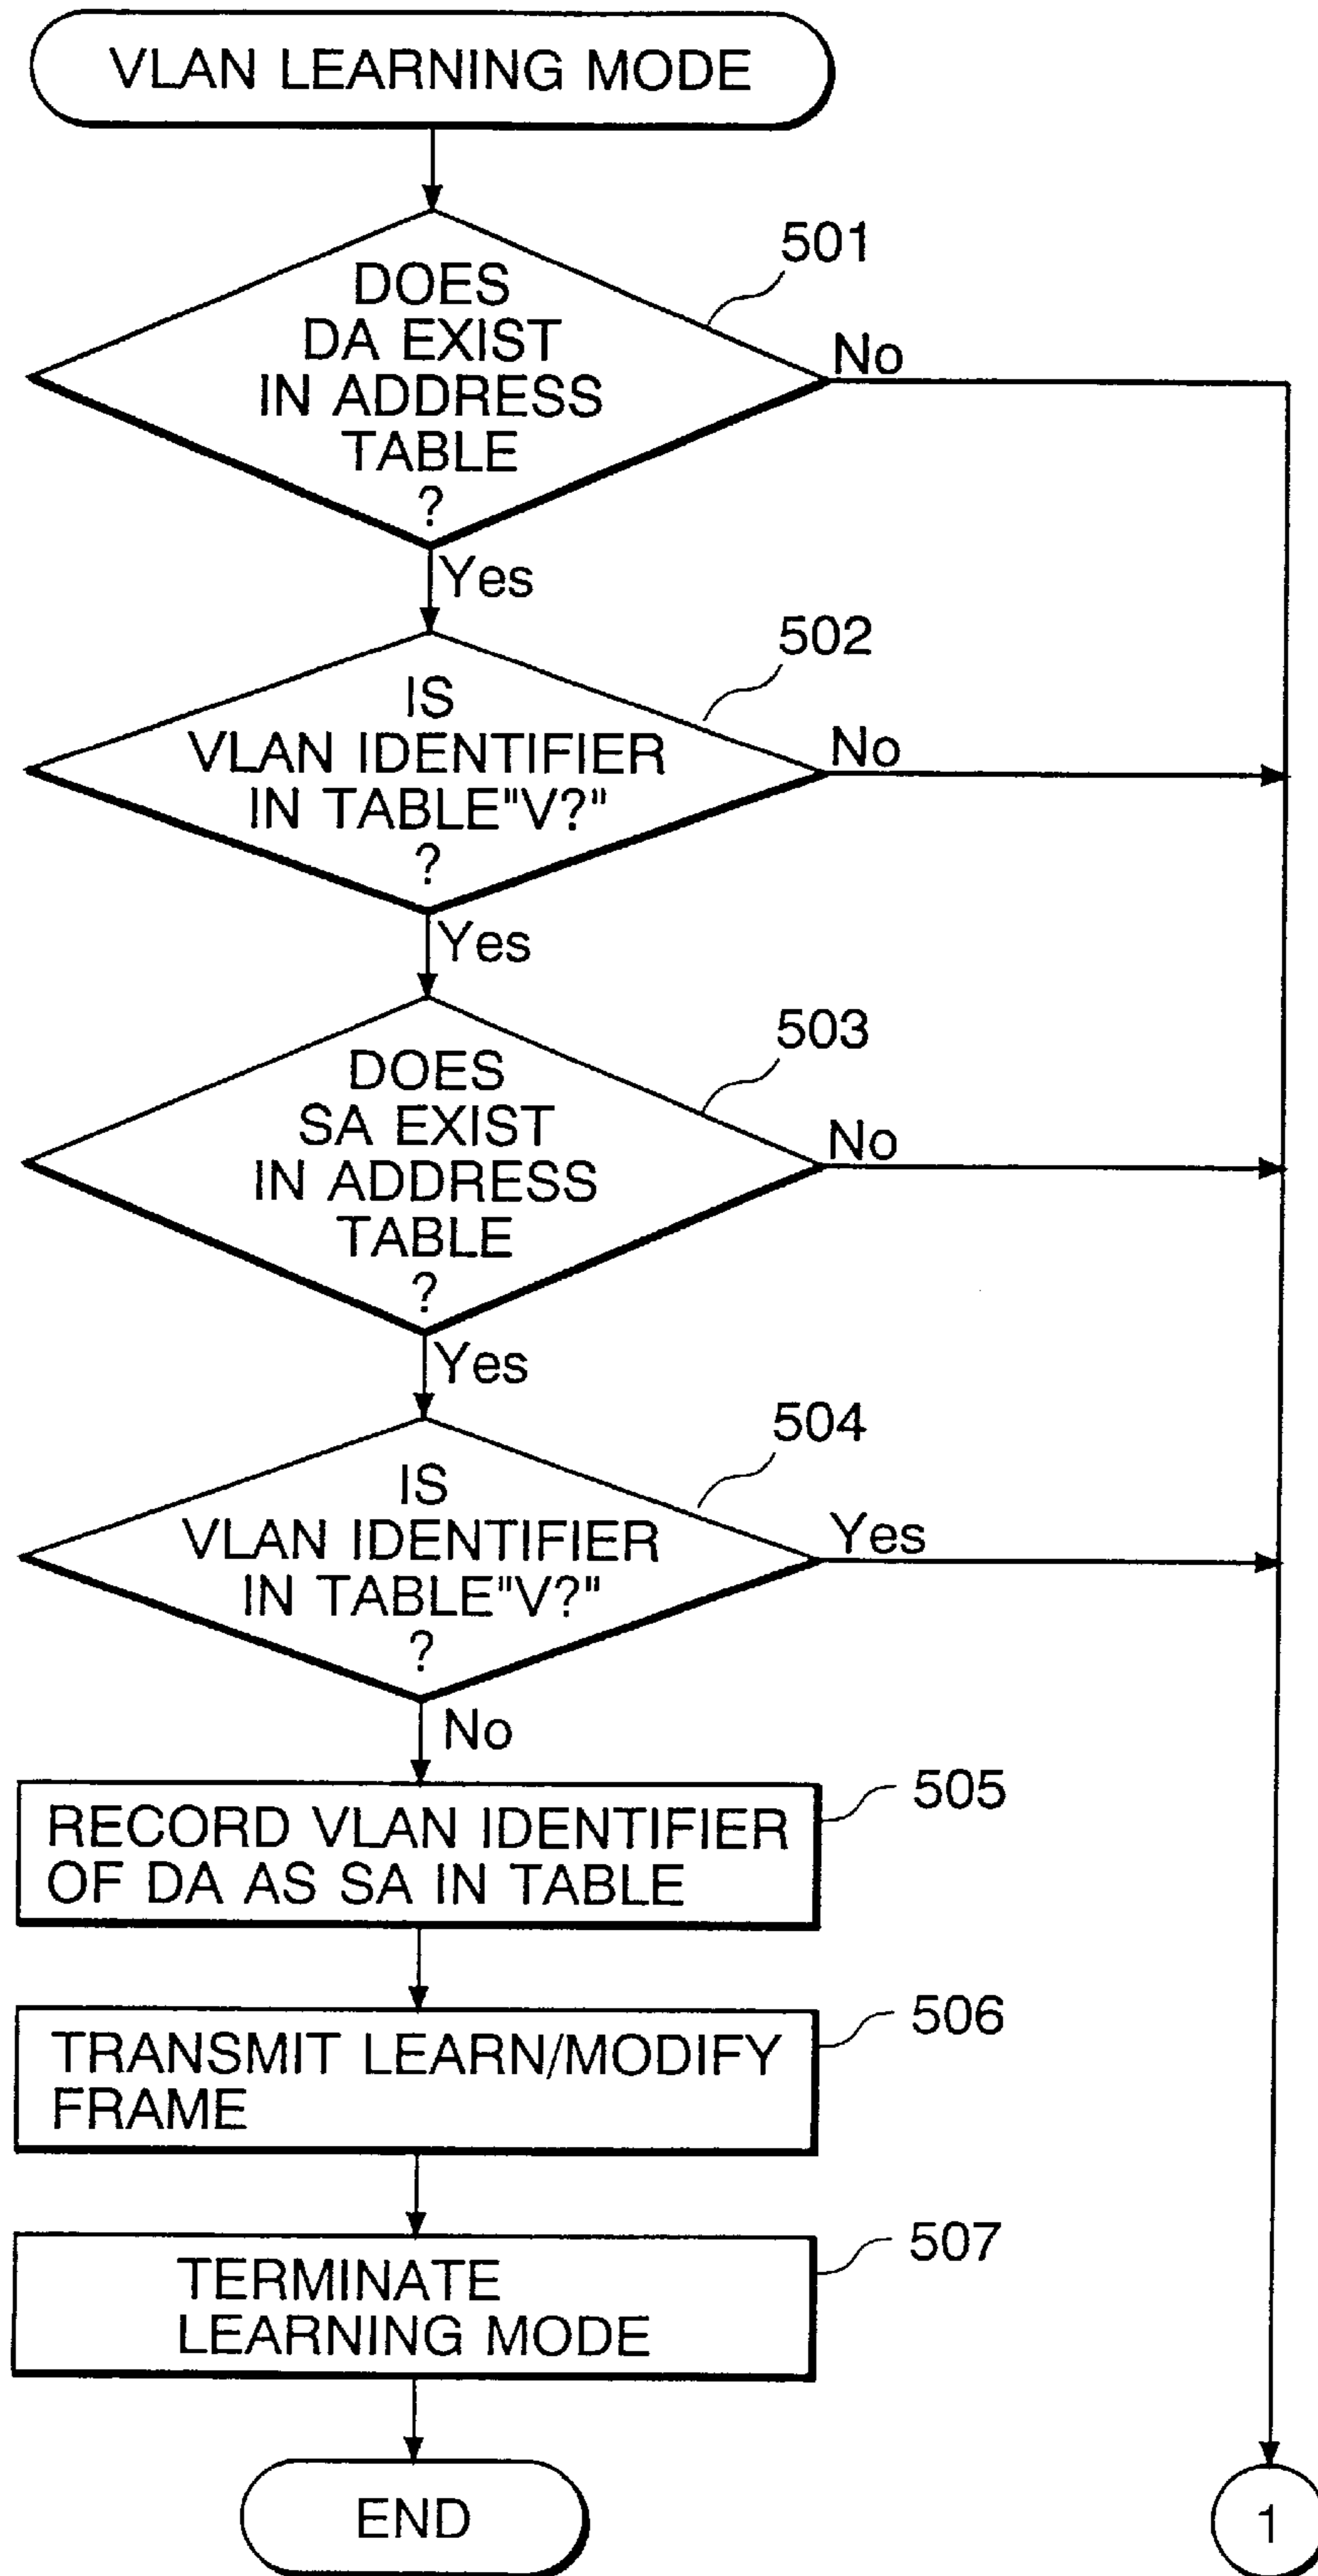 VLAN LEARNING MODE
501
DOES
DA EXIST
IN ADDRESS
TABLE
?
No
Yes
502
IS
VLAN IDENTIFIER
IN TABLE"V?"
?
No
Yes
503
DOES
SA EXIST
IN ADDRESS
TABLE
?
No
Yes
504
IS
VLAN IDENTIFIER
IN TABLE"V?"
?
Yes
No
505
RECORD VLAN IDENTIFIER
OF DA AS SA IN TABLE
506
TRANSMIT LEARN/MODIFY
FRAME
507
TERMINATE
LEARNING MODE
END
1